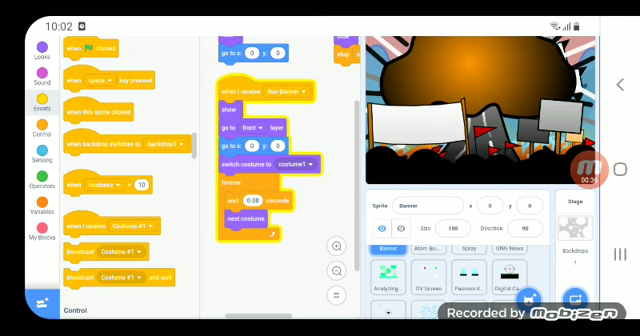 10:02
Looks
Sound
Events
Control
Sensing
Operators
Variables
My Blocks
when clicked
when space key pressed
when this sprite clicked
when backdrop switches to backdrop1
when loudness > 10
when I receive Costume #1
broadcast Costume #1
broadcast Costume #1 and wait
Control
go to x: 0 y: 0
when I receive Run Banner
show
go to front layer
go to x: 0 y: 0
switch costume to costume1
forever
wait 0.08 seconds
next costume
00:36
Sprite Banner x 0 y 0
Size 100 Direction 90
Stage
Backdrops
1
Banner
Atom Bo...
Spray
GNN News
Analyzing...
DV Screen
Password...
Digital Co...
Recorded by MOBIZEN